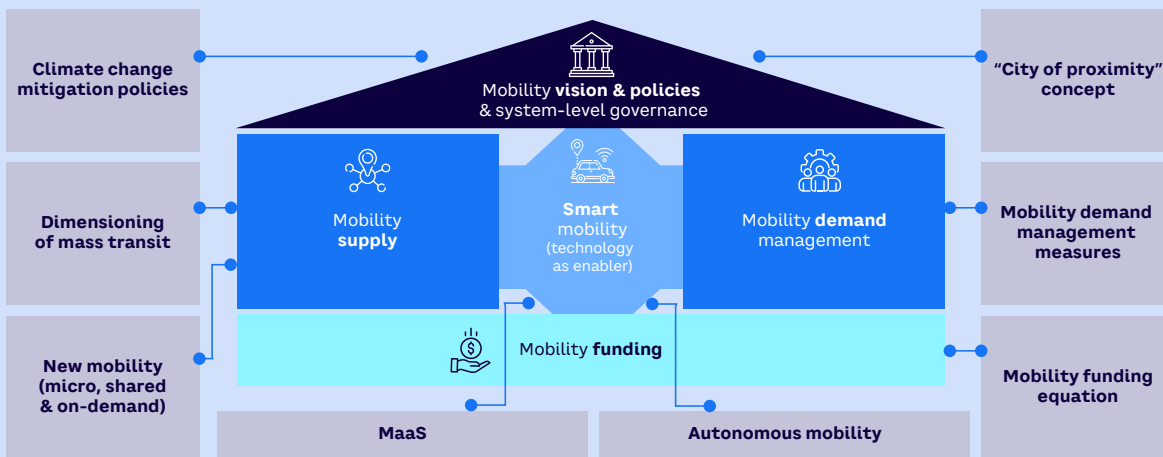 Climate change
mitigation policies
Mobility vision & policies
& system-level governance
“City of proximity”
concept
Dimensioning
of mass transit
Mobility
supply
Smart
mobility
(technology
as enabler)
Mobility demand
management
Mobility demand
management
measures
New mobility
(micro, shared
& on-demand)
$
Mobility funding
Mobility funding
equation
MaaS
Autonomous mobility